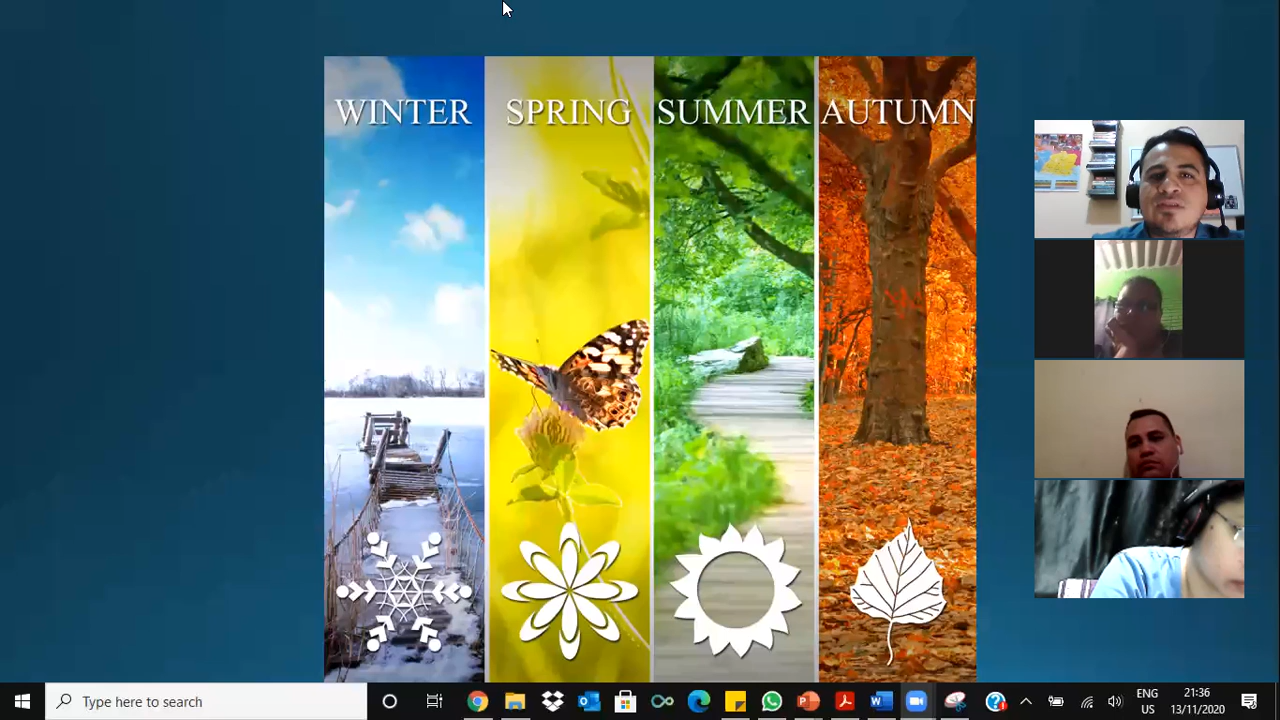 WINTER
SPRING
SUMMER
AUTUMN
Type here to search
ENG
US
21:36
13/11/2020